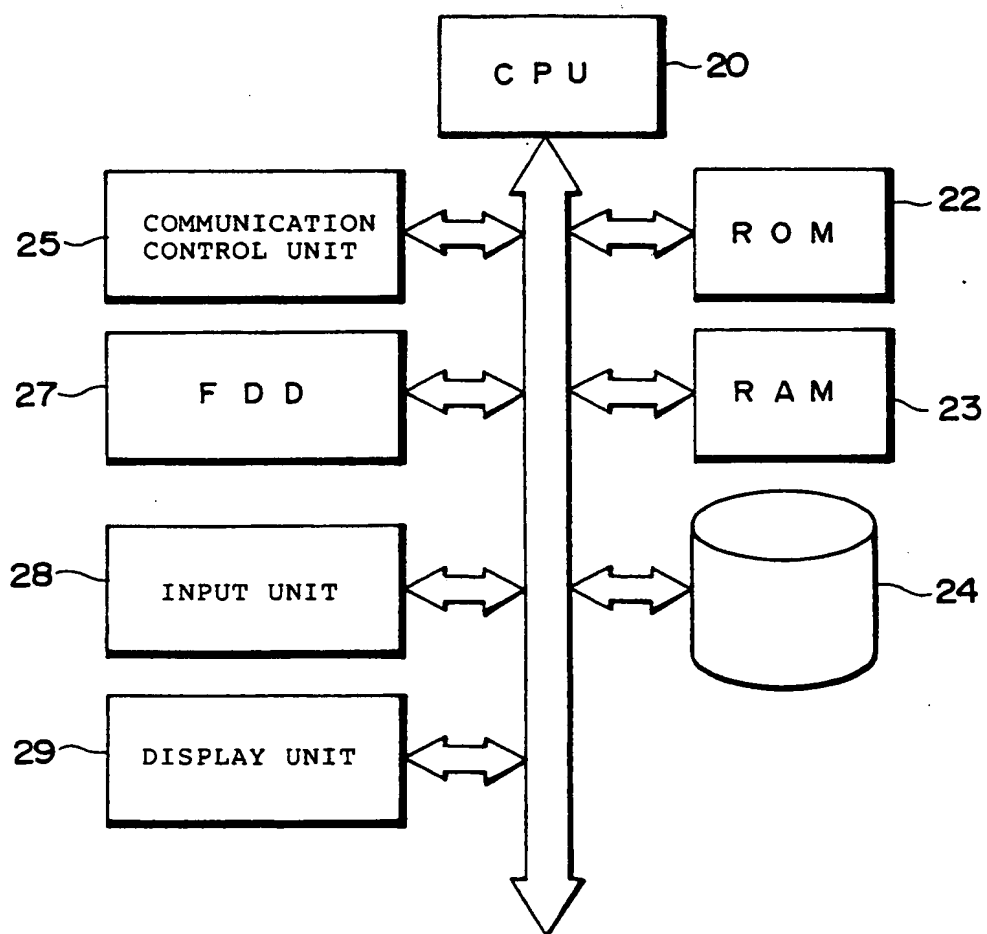 C P U
20
25
COMMUNICATION
CONTROL UNIT
R O M
22
27
F D D
R A M
23
28
INPUT UNIT
24
29
DISPLAY UNIT